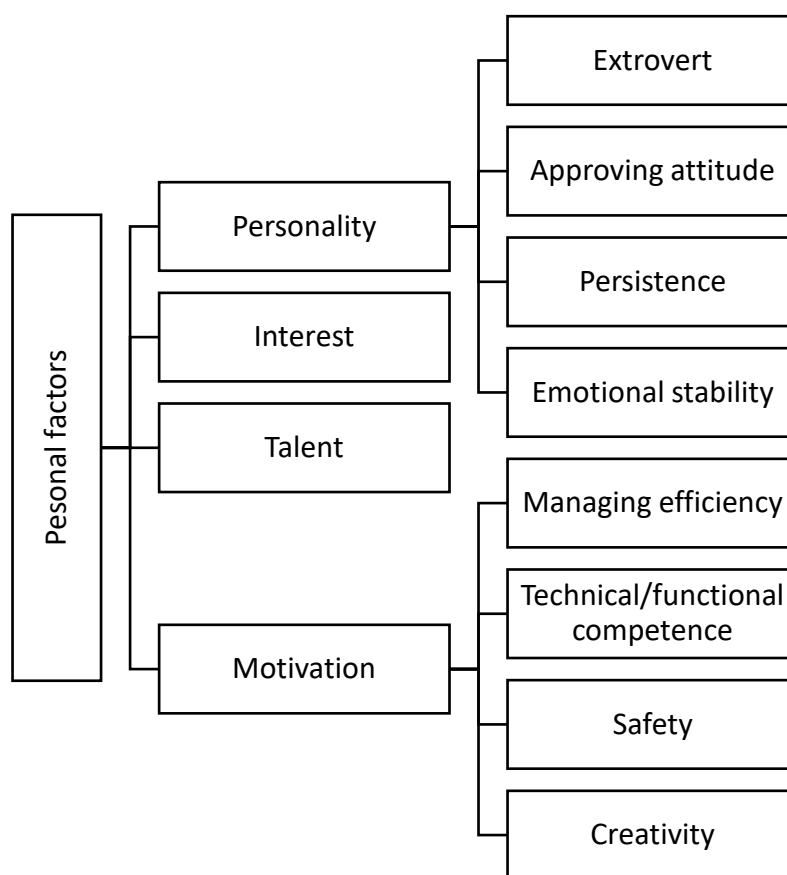 Pesonal factors
Personality
Extrovert
Approving attitude
Persistence
Emotional stability
Interest
Talent
Motivation
Managing efficiency
Technical/functional
competence
Safety
Creativity